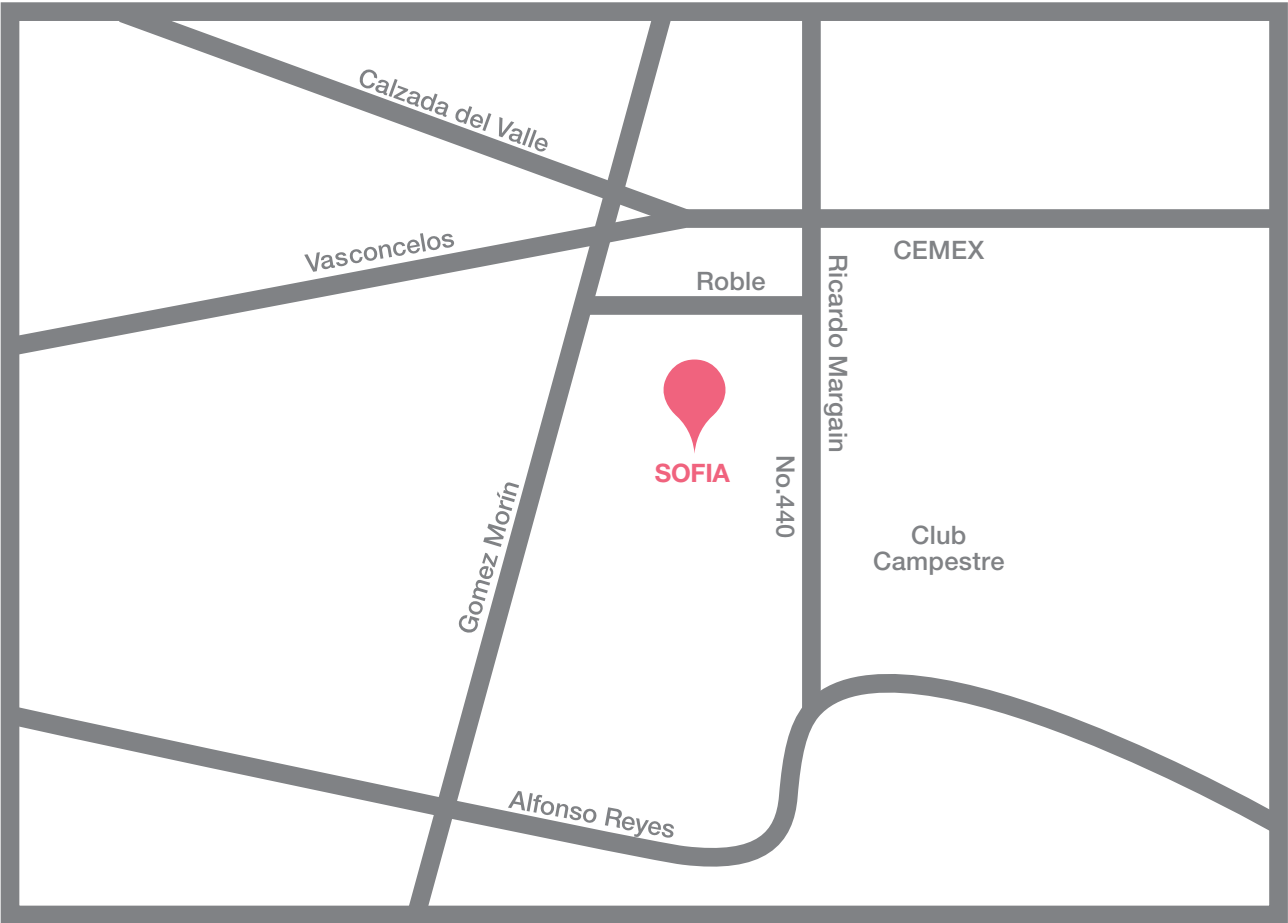 Calzada del Valle
Vasconcelos
CEMEX
Roble
Ricardo Margain
SOFIA
No.440
Gomez Morín
Club
Campestre
Alfonso Reyes